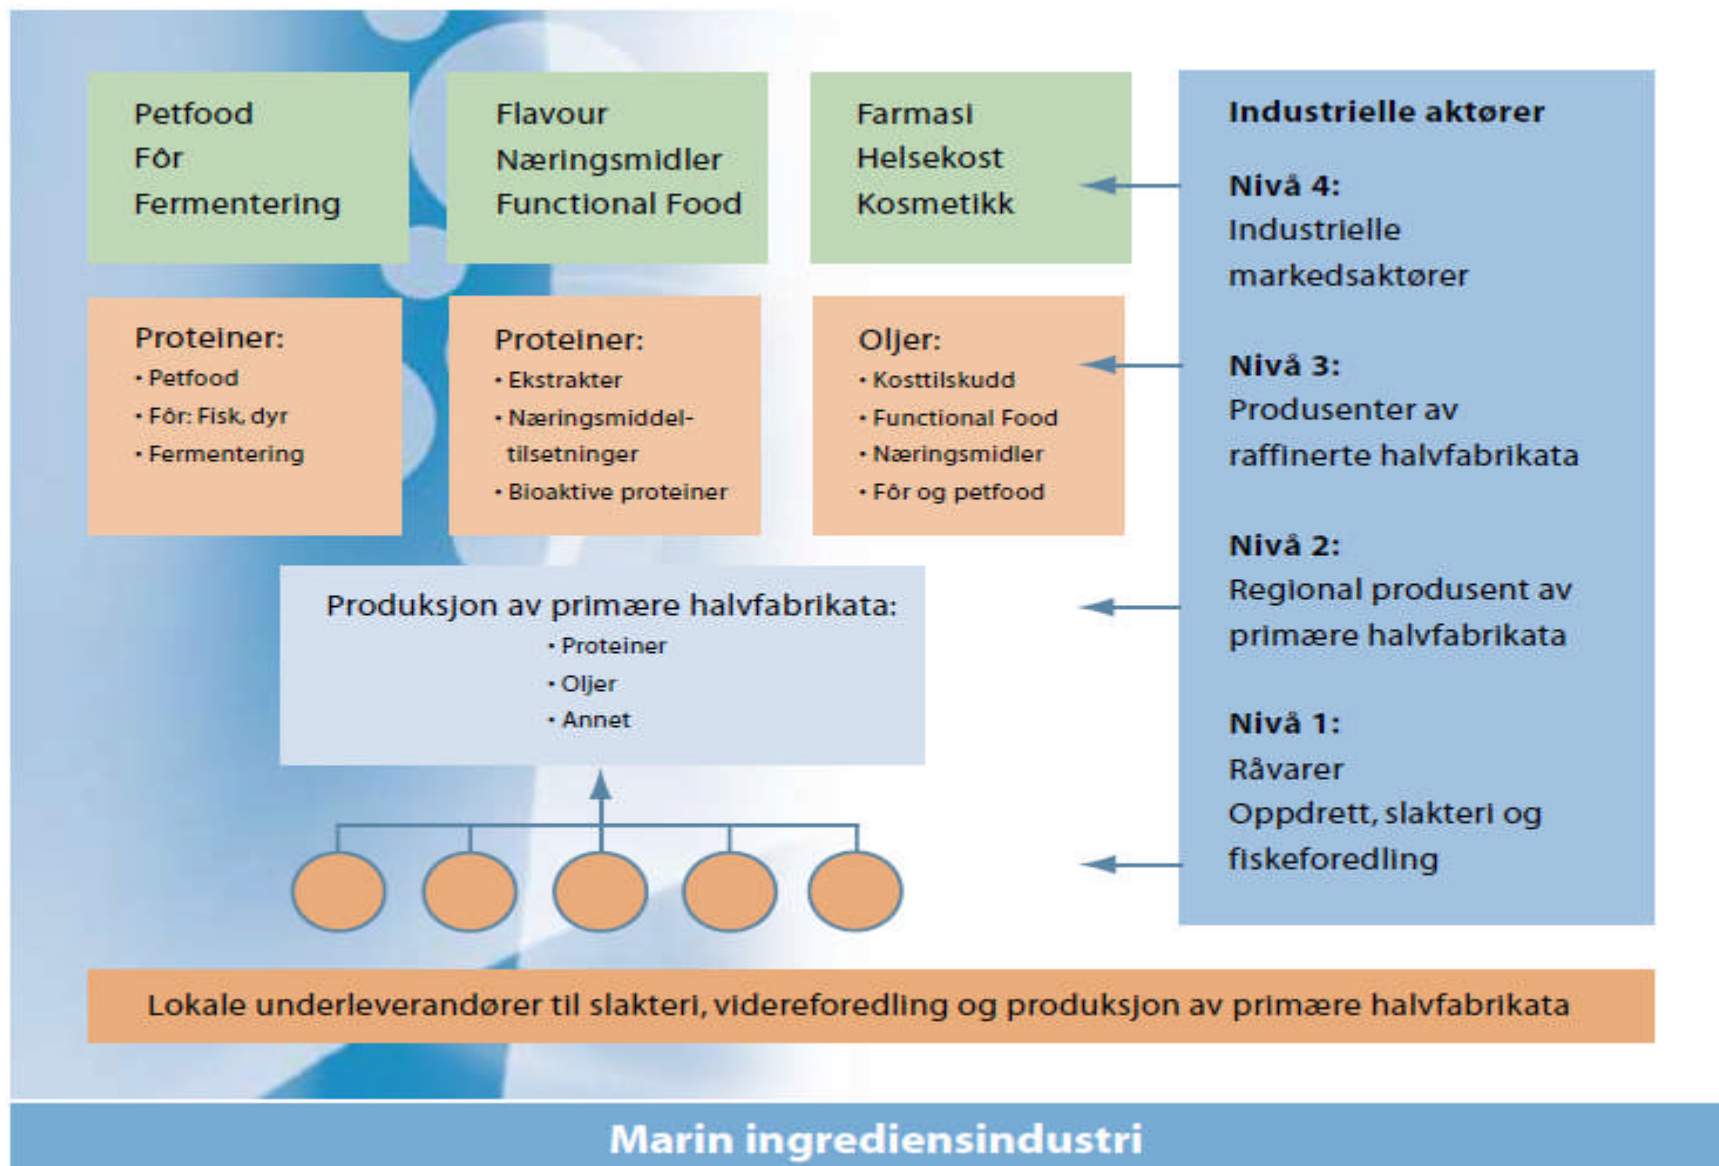 Petfood
Fôr
Fermentering
Flavour
Næringsmidler
Functional Food
Farmasi
Helsekost
Kosmetikk
Proteiner:
• Petfood
• Fôr: Fisk, dyr
• Fermentering
Proteiner:
• Ekstrakter
• Næringsmiddel-
tilsetninger
• Bioaktive proteiner
Oljer:
• Kosttilskudd
• Functional Food
• Næringsmidler
• Fôr og petfood
Produksjon av primære halvfabrikata:
• Proteiner
• Oljer
• Annet
Industrielle aktører
Nivå 4:
Industrielle
markedsaktører
Nivå 3:
Produsenter av
raffinerte halvfabrikata
Nivå 2:
Regional produsent av
primære halvfabrikata
Nivå 1:
Råvarer
Oppdrett, slakteri og
fiskeforedling
Lokale underleverandører til slakteri, videreforedling og produksjon av primære halvfabrikata
Marin ingrediensindustri